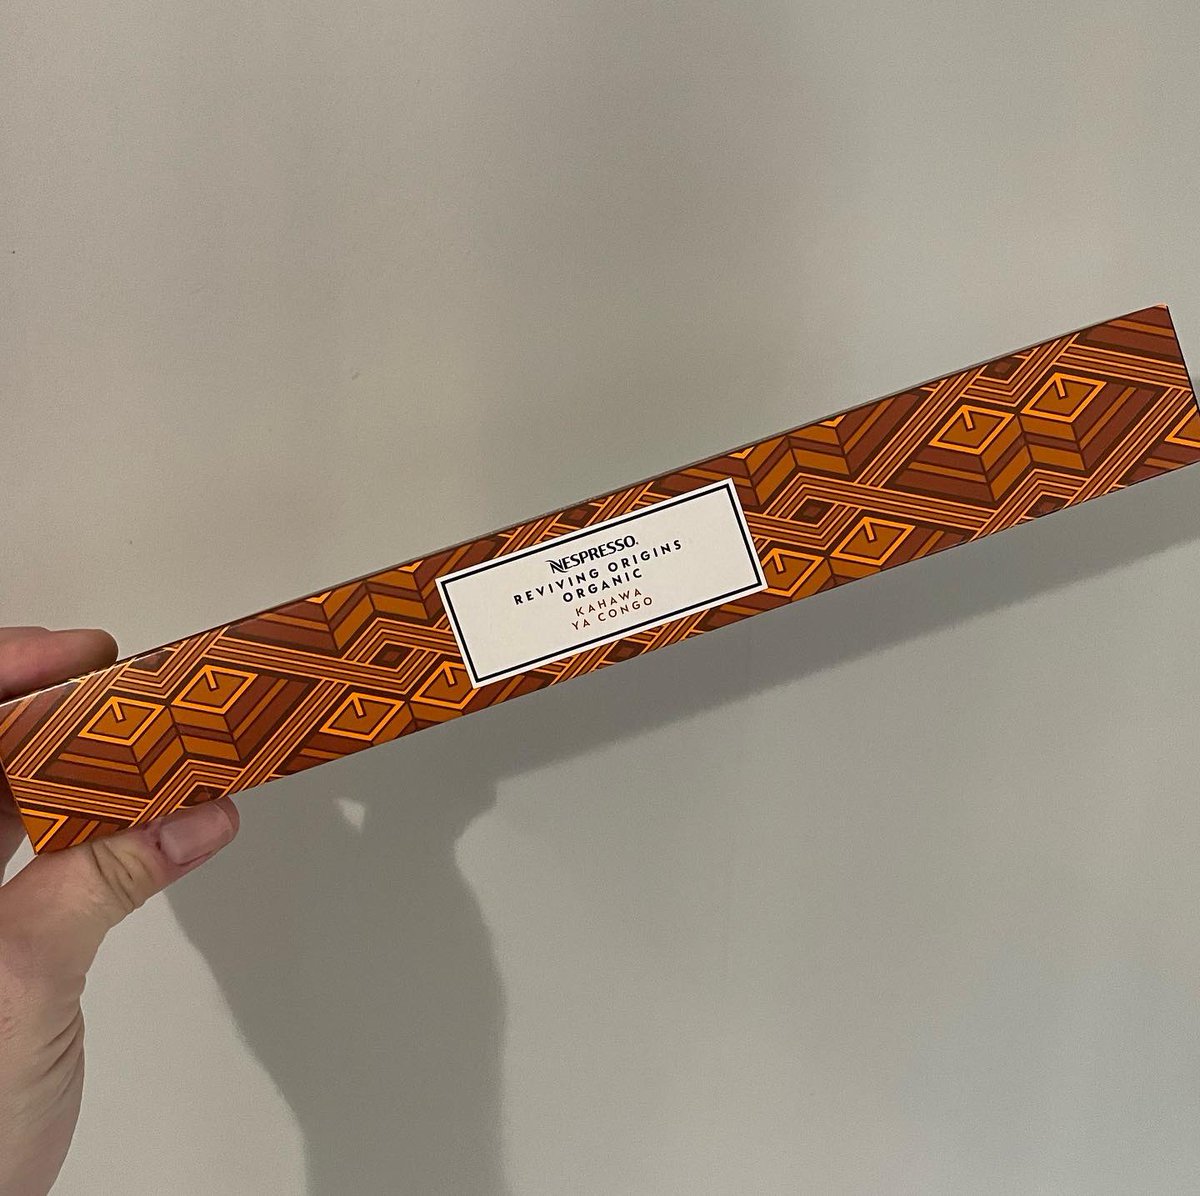 NESPRESSO.
REVIVING ORIGINS
ORGANIC
KAHAWA
YA CONGO